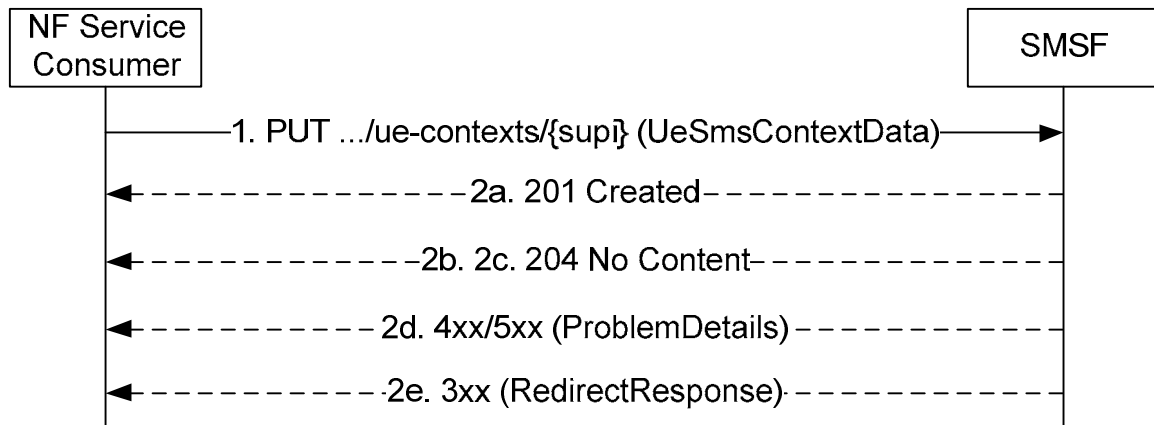 NF Service
Consumer
SMSF
1. PUT .../ue-contexts/{supi} (UeSmsContextData)
2a. 201 Created
2b. 2c. 204 No Content
2d. 4xx/5xx (ProblemDetails)
2e. 3xx (RedirectResponse)